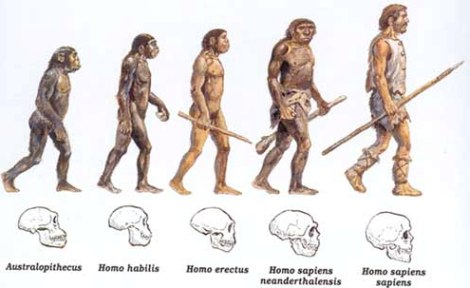 Australopithecus
Homo habilis
Homo erectus
Homo sapiens
neanderthalensis
Homo sapiens
sapiens